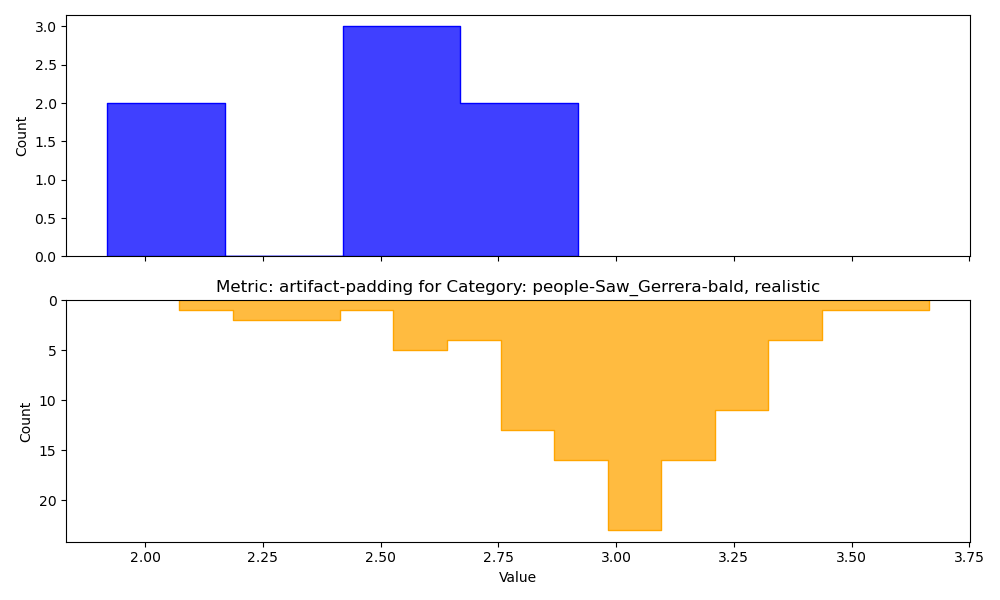 3.0
2.5
2.0
1.5
1.0
0.5
0.0
Count
Metric: artifact-padding for Category: people-Saw_Gerrera-bald, realistic
0
5
10
15
20
Count
2.00 2.25 2.50 2.75 3.00 3.25 3.50 3.75
Value